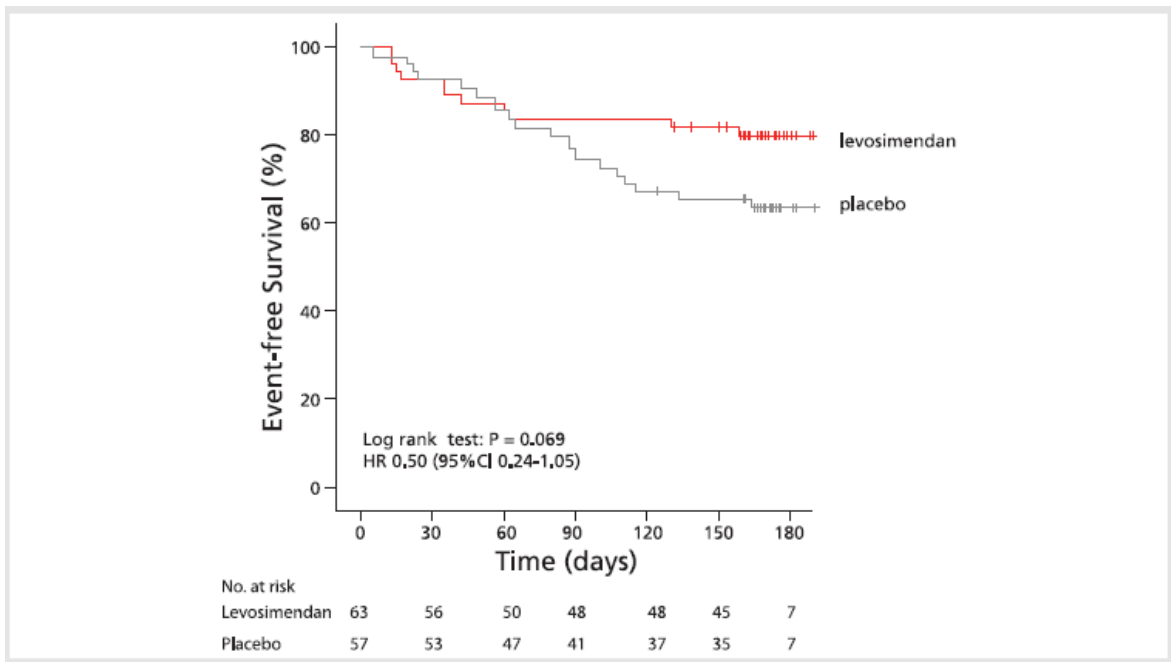 100
80
60
40
20
0
Event-free Survival (%)
levosimendan
placebo
Log rank test: P = 0.069
HR 0.50 (95%CI 0.24-1.05)
0 30 60 90 120 150 180
Time (days)
No. at risk
Levosimendan 63 56 50 48 48 45 7
Placebo 57 53 47 41 37 35 7